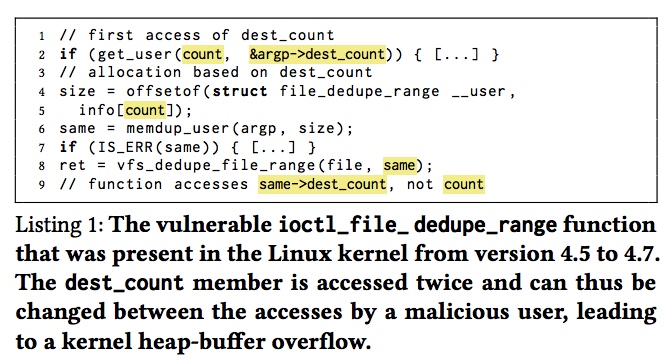 1 // first access of dest_count
2 if (get_user(count, &argp->dest_count)) { [...] }
3 // allocation based on dest_count
4 size = offsetof(struct file_dedupe_range __user,
5 info[count]);
6 same = memdup_user(argp, size);
7 if (IS_ERR(same)) { [...] }
8 ret = vfs_dedupe_file_range(file, same);
9 // function accesses same->dest_count, not count
Listing 1: The vulnerable ioctl_file_ dedupe_range function
that was present in the Linux kernel from version 4.5 to 4.7.
The dest_count member is accessed twice and can thus be
changed between the accesses by a malicious user, leading
to a kernel heap-buffer overflow.